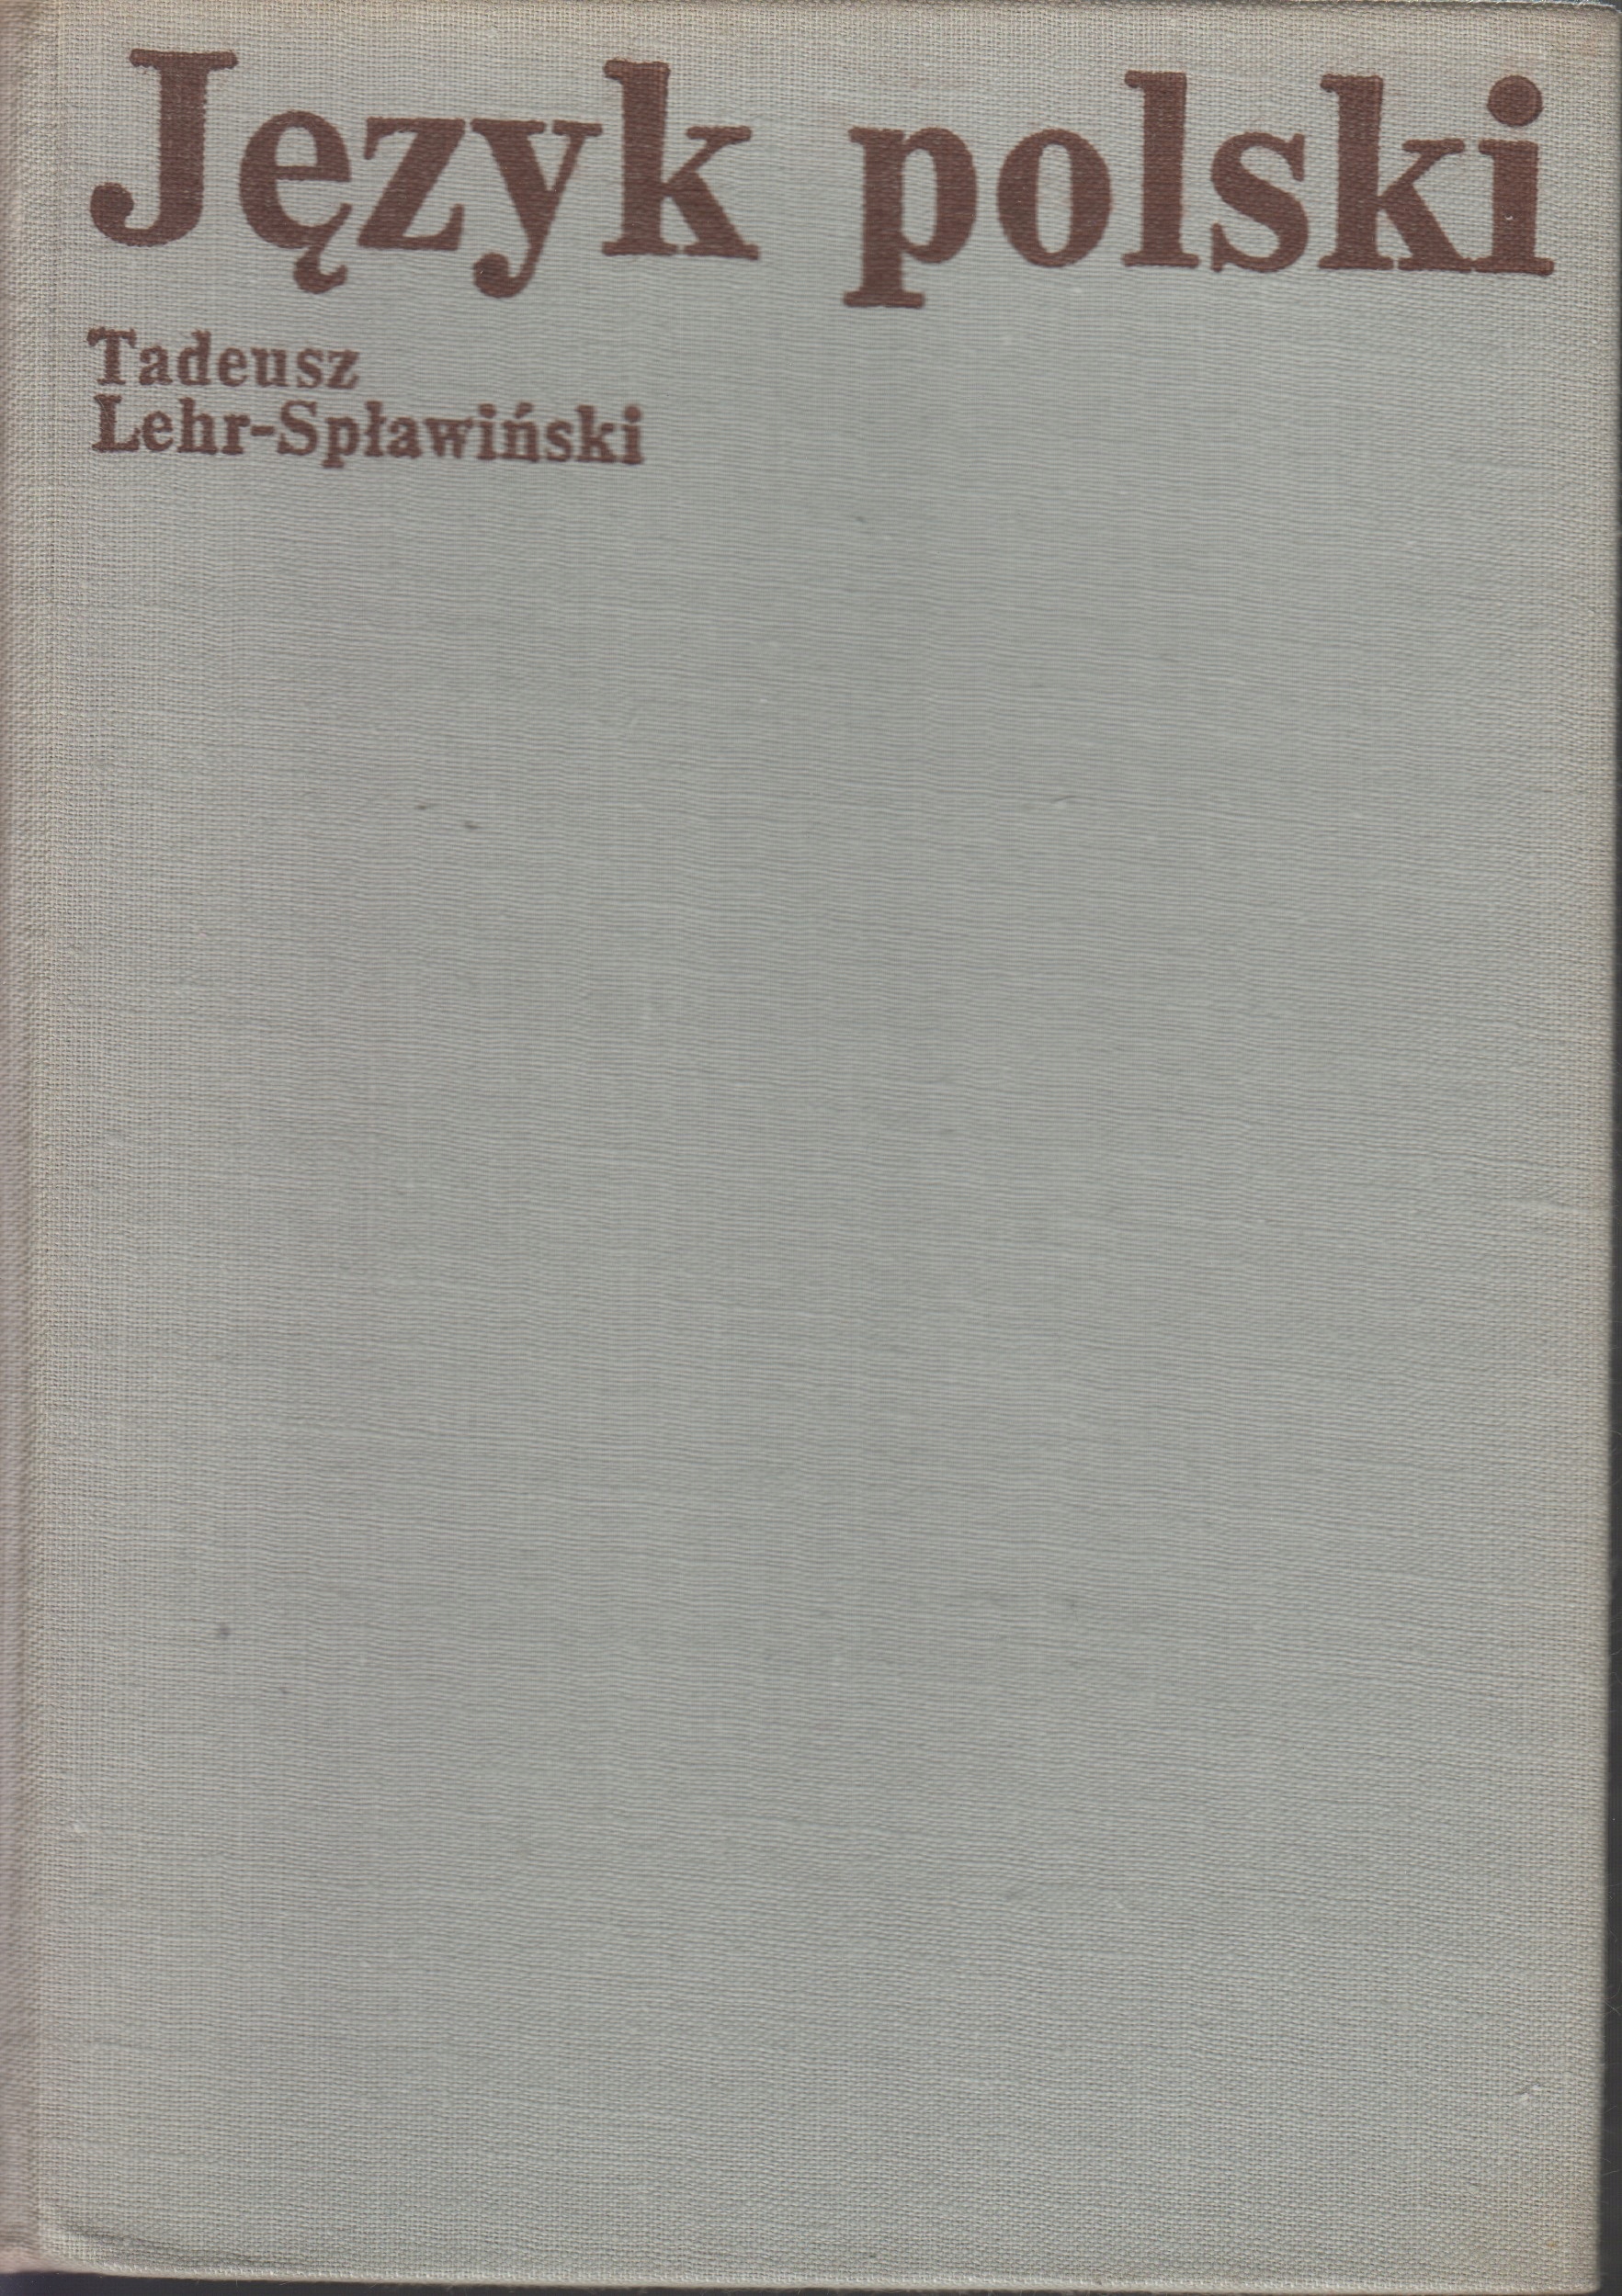 Język polski
Tadeusz
Lehr-Spławiński